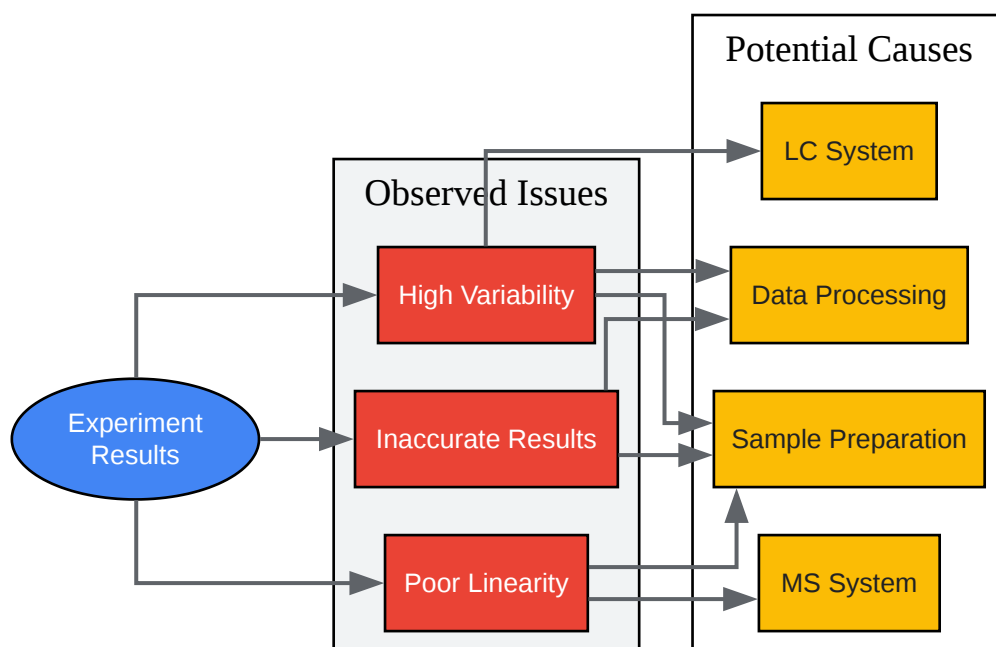 Potential Causes
LC System
Observed Issues
High Variability
Data Processing
Experiment
Results
Inaccurate Results
Sample Preparation
Poor Linearity
MS System